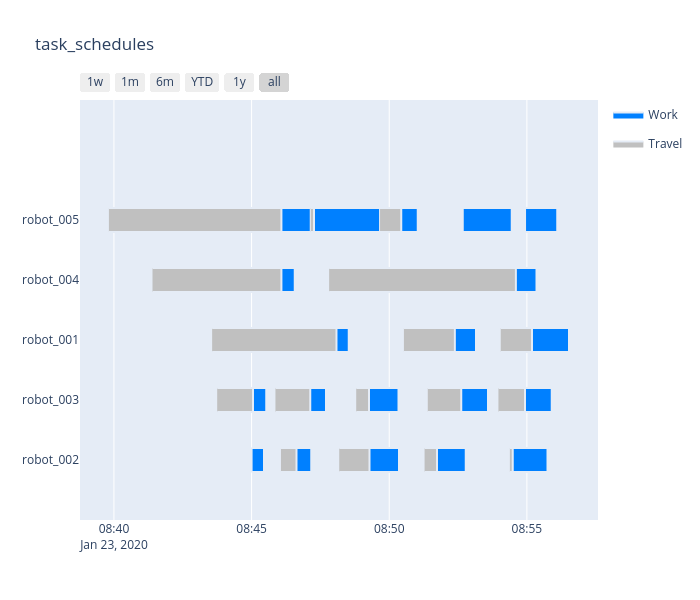 task_schedules
1w 1m 6m YTD 1y all
Work
Travel
robot_005
robot_004
robot_001
robot_003
robot_002
08:40 08:45 08:50 08:55
Jan 23, 2020